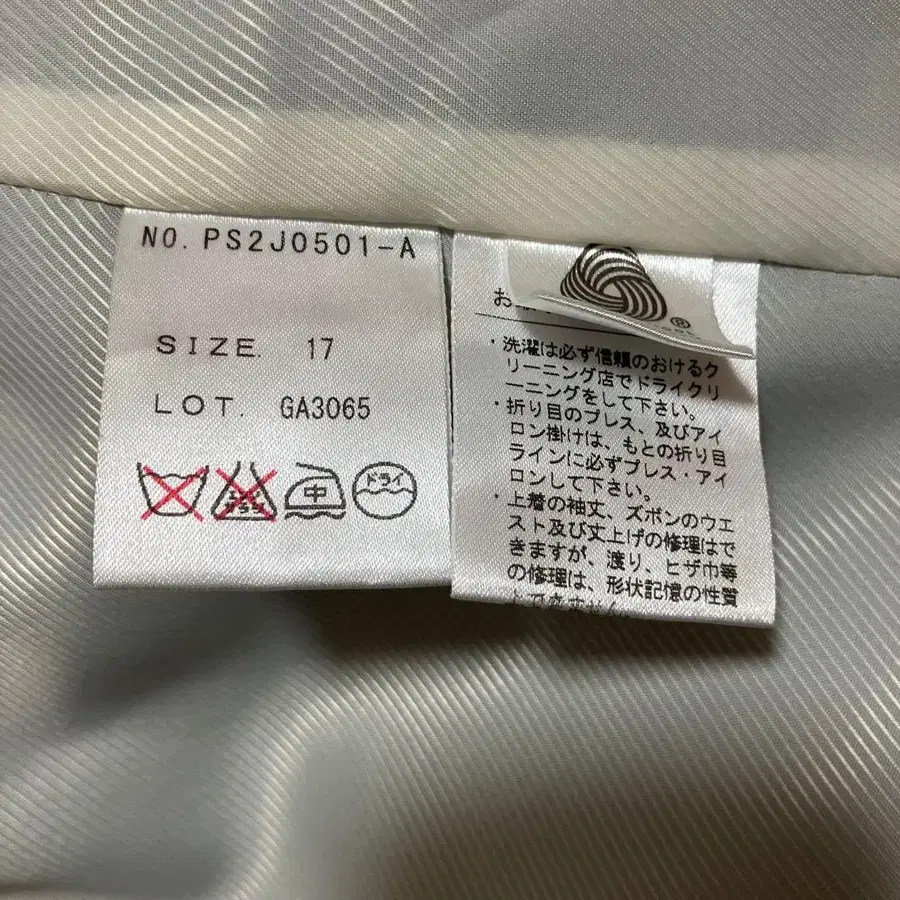 NO. PS2J0501-A
SIZE. 17
LOT. GA3065
中
ドライ
®
・洗濯は必ず信頼のおけるク
リーニング店でドライクリ
ーニングをして下さい。
・折り目のプレス、及びアイ
ロン掛けは、もとの折り目
ラインに必ずプレス・アイ
ロンして下さい。
・上着の袖丈、ズボンのウエ
スト及び丈上げの修理はで
きますが、渡り、ヒザ巾等
の修理は、形状記憶の性質